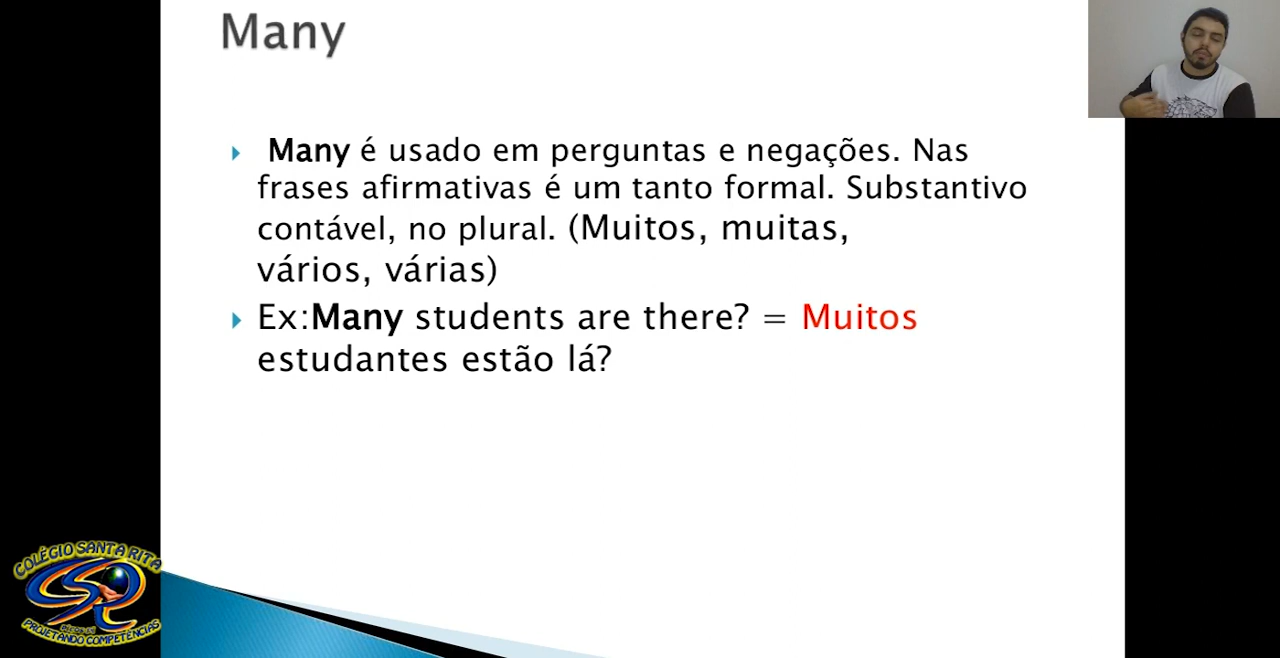 Many
Many é usado em perguntas e negações. Nas
frases afirmativas é um tanto formal. Substantivo
contável, no plural. (Muitos, muitas,
vários, várias)
Ex:Many students are there? = Muitos
estudantes estão lá?
COLÉGIO SANTA RITA
PROJETANDO COMPETÊNCIAS